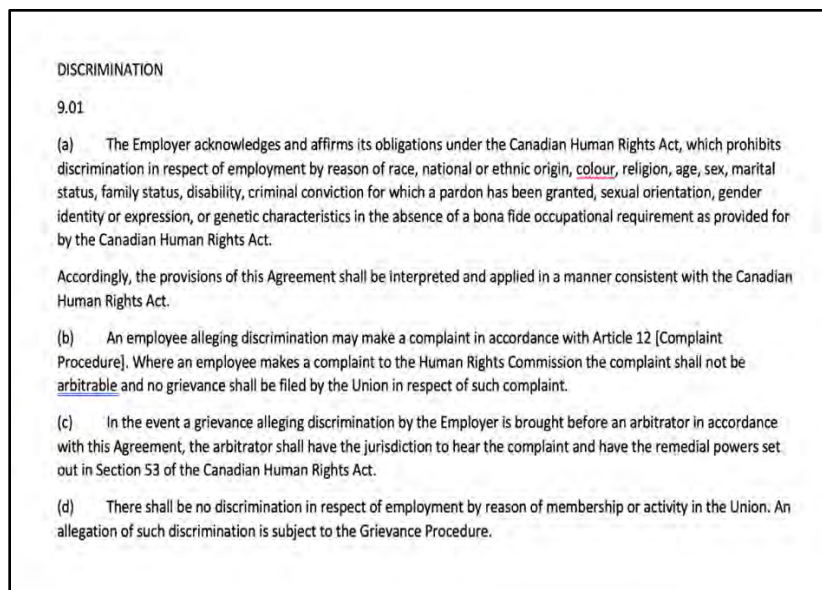 DISCRIMINATION
9.01
(a) The Employer acknowledges and affirms its obligations under the Canadian Human Rights Act, which prohibits
discrimination in respect of employment by reason of race, national or ethnic origin, colour, religion, age, sex, marital
status, family status, disability, criminal conviction for which a pardon has been granted, sexual orientation, gender
identity or expression, or genetic characteristics in the absence of a bona fide occupational requirement as provided for
by the Canadian Human Rights Act.
Accordingly, the provisions of this Agreement shall be interpreted and applied in a manner consistent with the Canadian
Human Rights Act.
(b) An employee alleging discrimination may make a complaint in accordance with Article 12 [Complaint
Procedure]. Where an employee makes a complaint to the Human Rights Commission the complaint shall not be
arbitrable and no grievance shall be filed by the Union in respect of such complaint.
(c) In the event a grievance alleging discrimination by the Employer is brought before an arbitrator in accordance
with this Agreement, the arbitrator shall have the jurisdiction to hear the complaint and have the remedial powers set
out in Section 53 of the Canadian Human Rights Act.
(d) There shall be no discrimination in respect of employment by reason of membership or activity in the Union. An
allegation of such discrimination is subject to the Grievance Procedure.